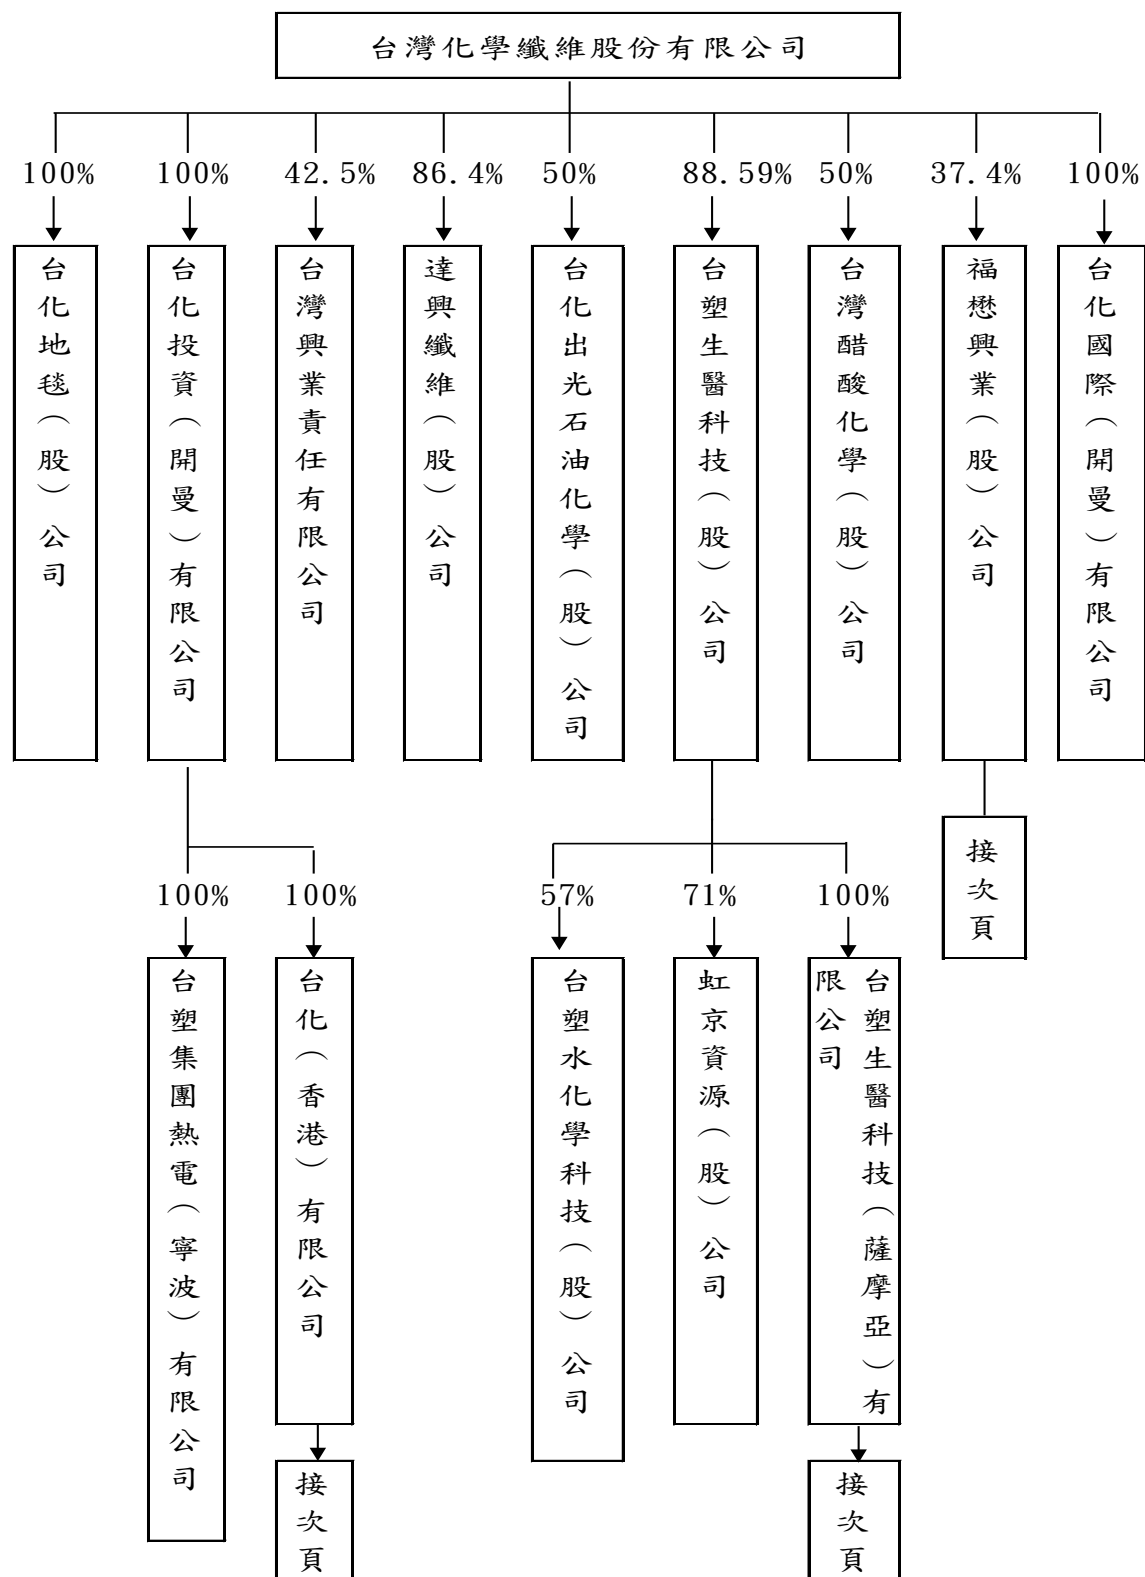 台灣化學纖維股份有限公司
100%
100%
42.5%
86.4%
50%
88.59%
50%
37.4%
100%
台化地毯（股）公司
台化投資（開曼）有限公司
台灣興業責任有限公司
達興纖維（股）公司
台化出光石油化學（股）公司
台塑生醫科技（股）公司
台灣醋酸化學（股）公司
福懋興業（股）公司
台化國際（開曼）有限公司
接次頁
100%
100%
57%
71%
100%
台塑集團熱電（寧波）有限公司
台化（香港）有限公司
台塑水化學科技（股）公司
虹京資源（股）公司
台塑生醫科技（薩摩亞）有
限公司
接次頁
接次頁